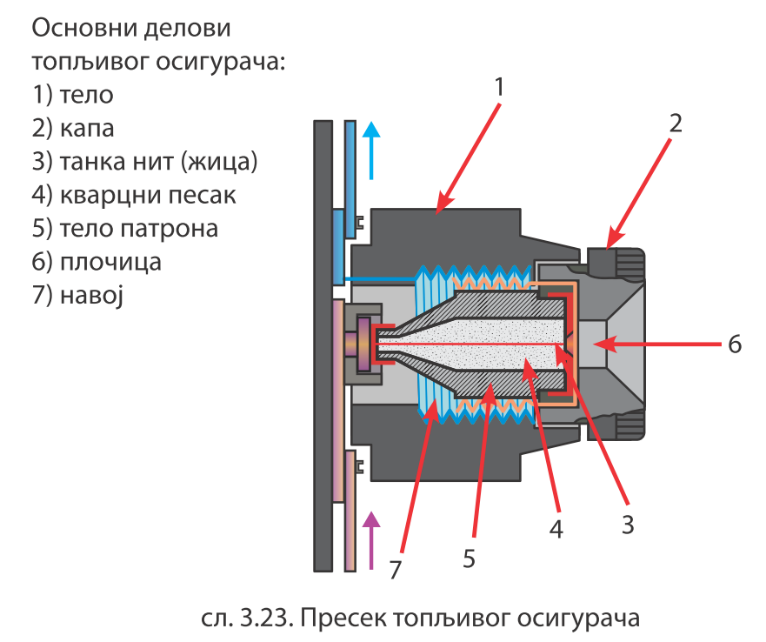 Основни делови
топљивог осигурача:
1) тело
2) капа
3) танка нит (жица)
4) кварцни песак
5) тело патрона
6) плочица
7) навој
1
2
6
3
4
5
7
сл. 3.23. Пресек топљивог осигурача